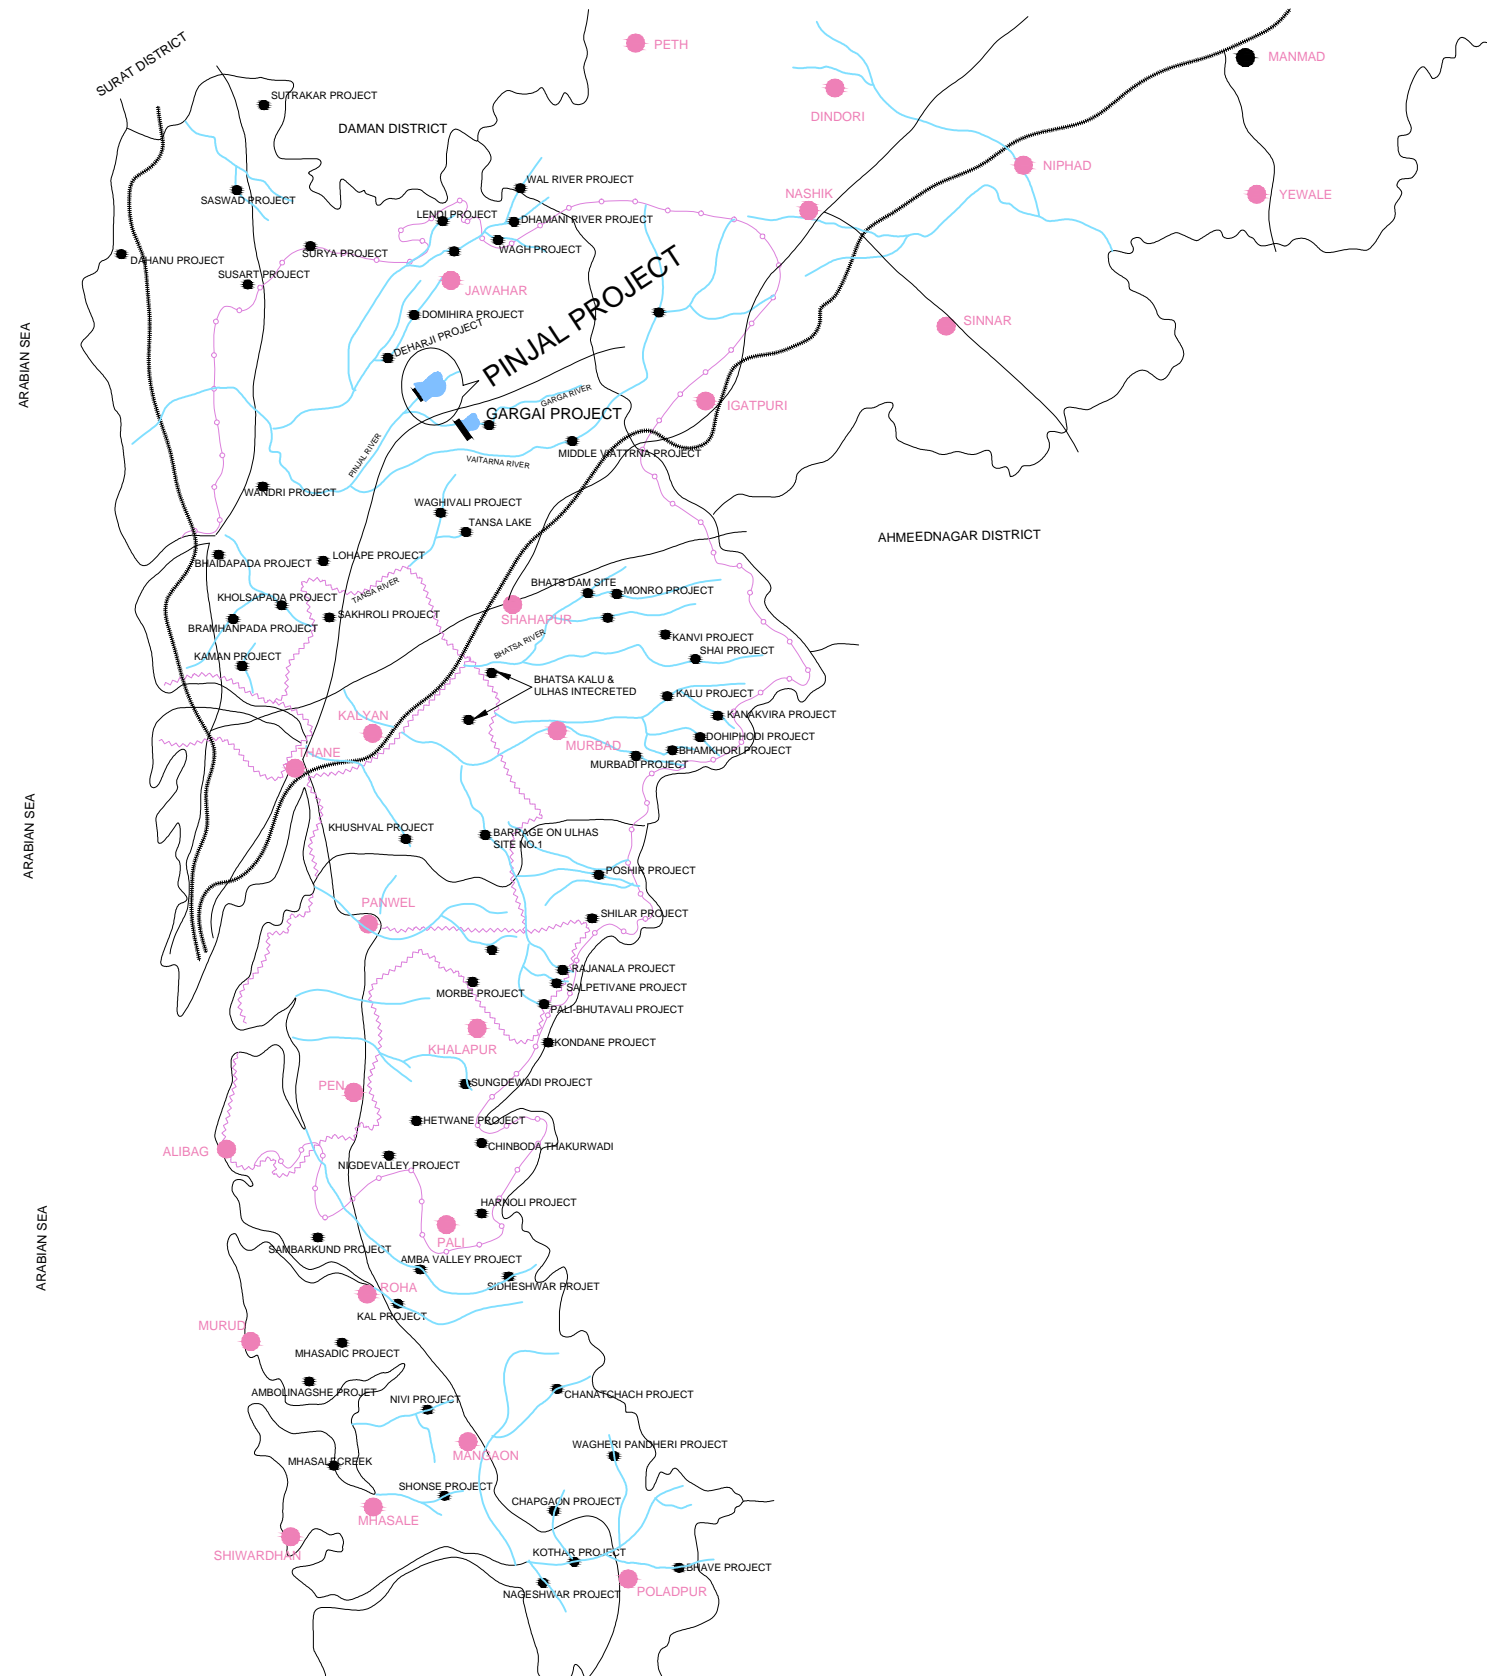 SURAT DISTRICT
PETH
MANMAD
DINDORI
SUTRAKAR PROJECT
DAMAN DISTRICT
NIPHAD
WAL RIVER PROJECT
NASHIK
YEWALE
SASWAD PROJECT
LENDI PROJECT
DHAMANI RIVER PROJECT
WAGH PROJECT
DAHANU PROJECT
SURYA PROJECT
SUSART PROJECT
JAWAHAR
PINJAL PROJECT
DOMIHIRA PROJECT
SINNAR
ARABIAN SEA
DEHARJI PROJECT
GARGA RIVER
IGATPURI
GARGAI PROJECT
PINJAL RIVER
VAITARNA RIVER
MIDDLE VIATTRNA PROJECT
WANDRI PROJECT
WAGHIVALI PROJECT
TANSA LAKE
AHMEEDNAGAR DISTRICT
BHAIDAPADA PROJECT
LOHAPE PROJECT
TANSA RIVER
BHATS DAM SITE
MONRO PROJECT
KHOLSAPADA PROJECT
SAKHROLI PROJECT
SHAHAPUR
BRAMHANPADA PROJECT
KANVI PROJECT
BHATSA RIVER
SHAI PROJECT
KAMAN PROJECT
BHATSA KALU &
ULHAS INTECRETED
KALU PROJECT
KALYAN
KANAKVIRA PROJECT
DOHIPHODI PROJECT
MURBAD
BHAMKHORI PROJECT
THANE
MURBADI PROJECT
ARABIAN SEA
KHUSHVAL PROJECT
BARRAGE ON ULHAS
SITE NO.1
POSHIR PROJECT
PANWEL
SHILAR PROJECT
RAJANALA PROJECT
MORBE PROJECT
SALPETIVANE PROJECT
PALI-BHUTAVALI PROJECT
KHALAPUR
KONDANE PROJECT
PEN
SUNGDEWADI PROJECT
HETWANE PROJECT
ALIBAG
CHINBODA THAKURWADI
NIGDEVALLEY PROJECT
HARNOLI PROJECT
ARABIAN SEA
PALI
SAMBARKUND PROJECT
AMBA VALLEY PROJECT
ROHA
SIDHESHWAR PROJET
KAL PROJECT
MURUD
MHASADIC PROJECT
AMBOLINAGSHE PROJET
NIVI PROJECT
CHANATCHACH PROJECT
MANGAON
WAGHERI PANDHERI PROJECT
MHASALE CREEK
SHONSE PROJECT
CHAPGAON PROJECT
MHASALE
SHIWARDHAN
KOTHAR PROJECT
BHAVE PROJECT
NAGESHWAR PROJECT
POLADPUR